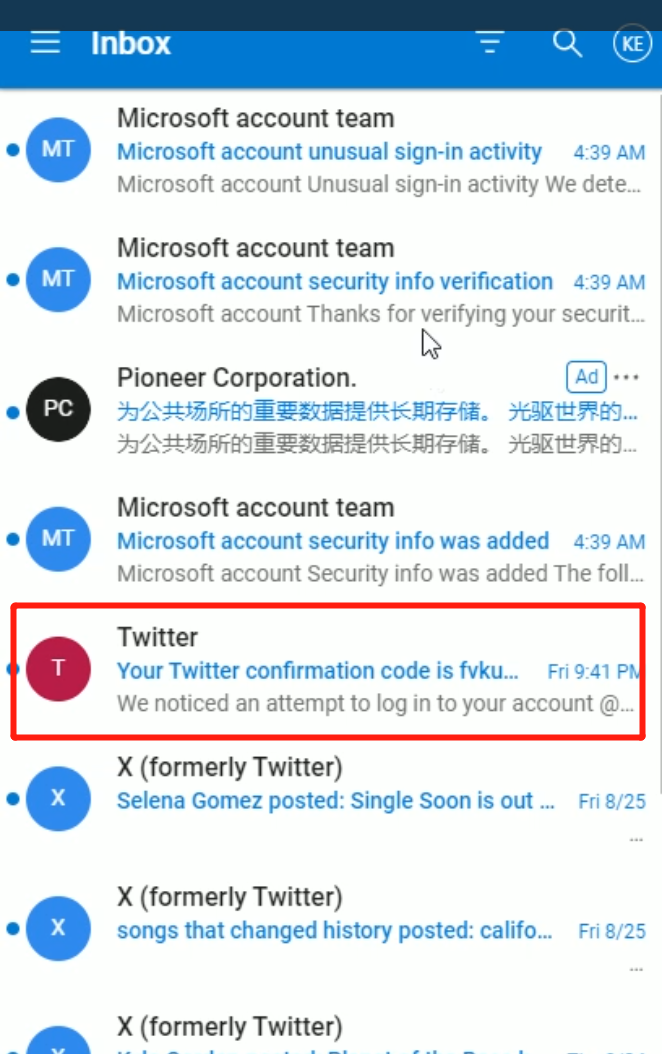 Inbox
KE
Microsoft account team
MT
Microsoft account unusual sign-in activity 4:39 AM
Microsoft account Unusual sign-in activity We dete...
Microsoft account team
MT
Microsoft account security info verification 4:39 AM
Microsoft account Thanks for verifying your securit...
Pioneer Corporation. Ad ...
PC
为公共场所的重要数据提供长期存储。 光驱世界的...
为公共场所的重要数据提供长期存储。 光驱世界的...
Microsoft account team
MT
Microsoft account security info was added 4:39 AM
Microsoft account Security info was added The foll...
Twitter
T
Your Twitter confirmation code is fvku... Fri 9:41 PM
We noticed an attempt to log in to your account @...
X (formerly Twitter)
X
Selena Gomez posted: Single Soon is out ... Fri 8/25
...
X (formerly Twitter)
X
songs that changed history posted: califo... Fri 8/25
...
X (formerly Twitter)
X